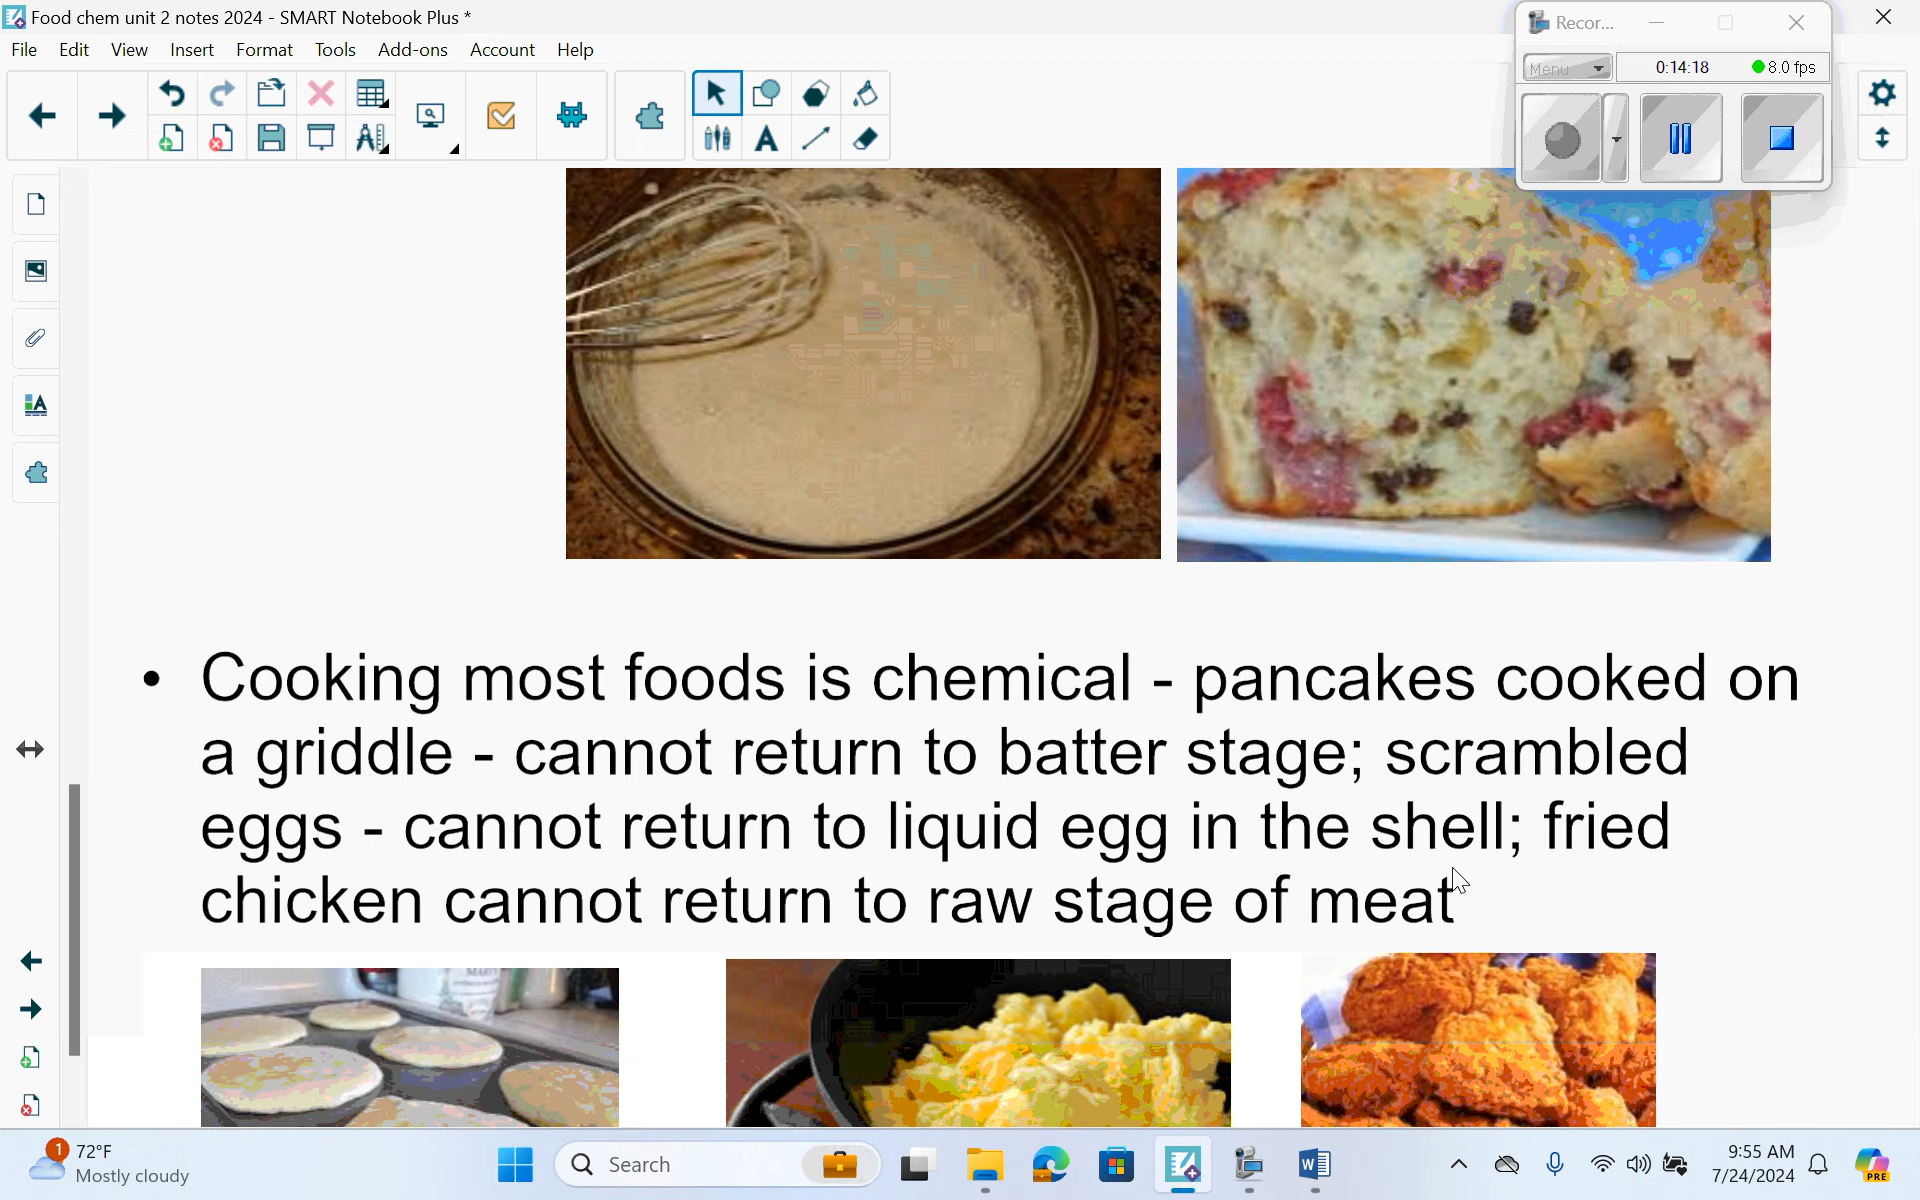 Food chem unit 2 notes 2024 - SMART Notebook Plus *
Recor...
File Edit View Insert Format Tools Add-ons Account Help
Menu 0:14:18 8.0 fps
Cooking most foods is chemical - pancakes cooked on
a griddle - cannot return to batter stage; scrambled
eggs - cannot return to liquid egg in the shell; fried
chicken cannot return to raw stage of meat
1 72°F
Mostly cloudy
Search
9:55 AM
7/24/2024
PRE